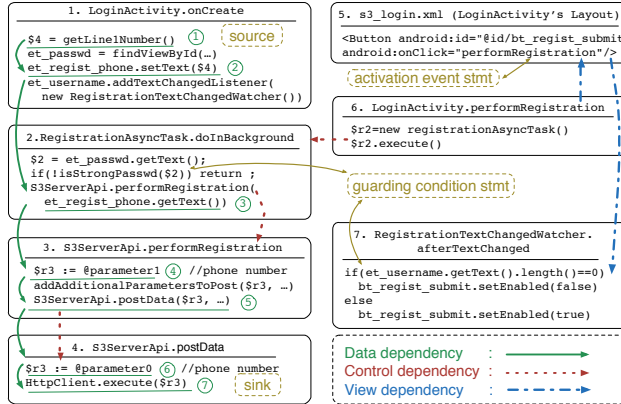 1. LoginActivity.onCreate
$4 = getLine1Number() 1 source
et_passwd = findViewById(…)
et_regist_phone.setText($4) 2
et_username.addTextChangedListener(
new RegistrationTextChangedWatcher())
2.RegistrationAsyncTask.doInBackground
$2 = et_passwd.getText();
if(!isStrongPasswd($2)) return ;
S3ServerApi.performRegistration(
et_regist_phone.getText()) 3
3. S3ServerApi.performRegistration
$r3 := @parameter1 4 //phone number
addAdditionalParametersToPost($r3, …)
S3ServerApi.postData($r3, …) 5
4. S3ServerApi.postData
$r3 := @parameter0 6 //phone number
HttpClient.execute($r3) 7 sink
5. s3_login.xml (LoginActivity's Layout)
<Button android:id="@id/bt_regist_submit
android:onClick="performRegistration"/>
activation event stmt
6. LoginActivity.performRegistration
$r2=new registrationAsyncTask()
$r2.execute()
guarding condition stmt
7. RegistrationTextChangedWatcher.
afterTextChanged
if(et_username.getText().length()==0)
bt_regist_submit.setEnabled(false)
else
bt_regist_submit.setEnabled(true)
Data dependency :
Control dependency :
View dependency :